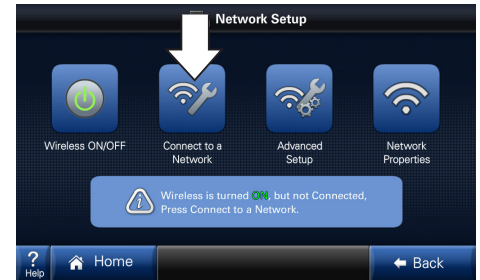 Network Setup
Wireless ON/OFF
Connect to a
Network
Advanced
Setup
Network
Properties
Wireless is turned ON, but not Connected,
Press Connect to a Network.
?
Help
Home
Back